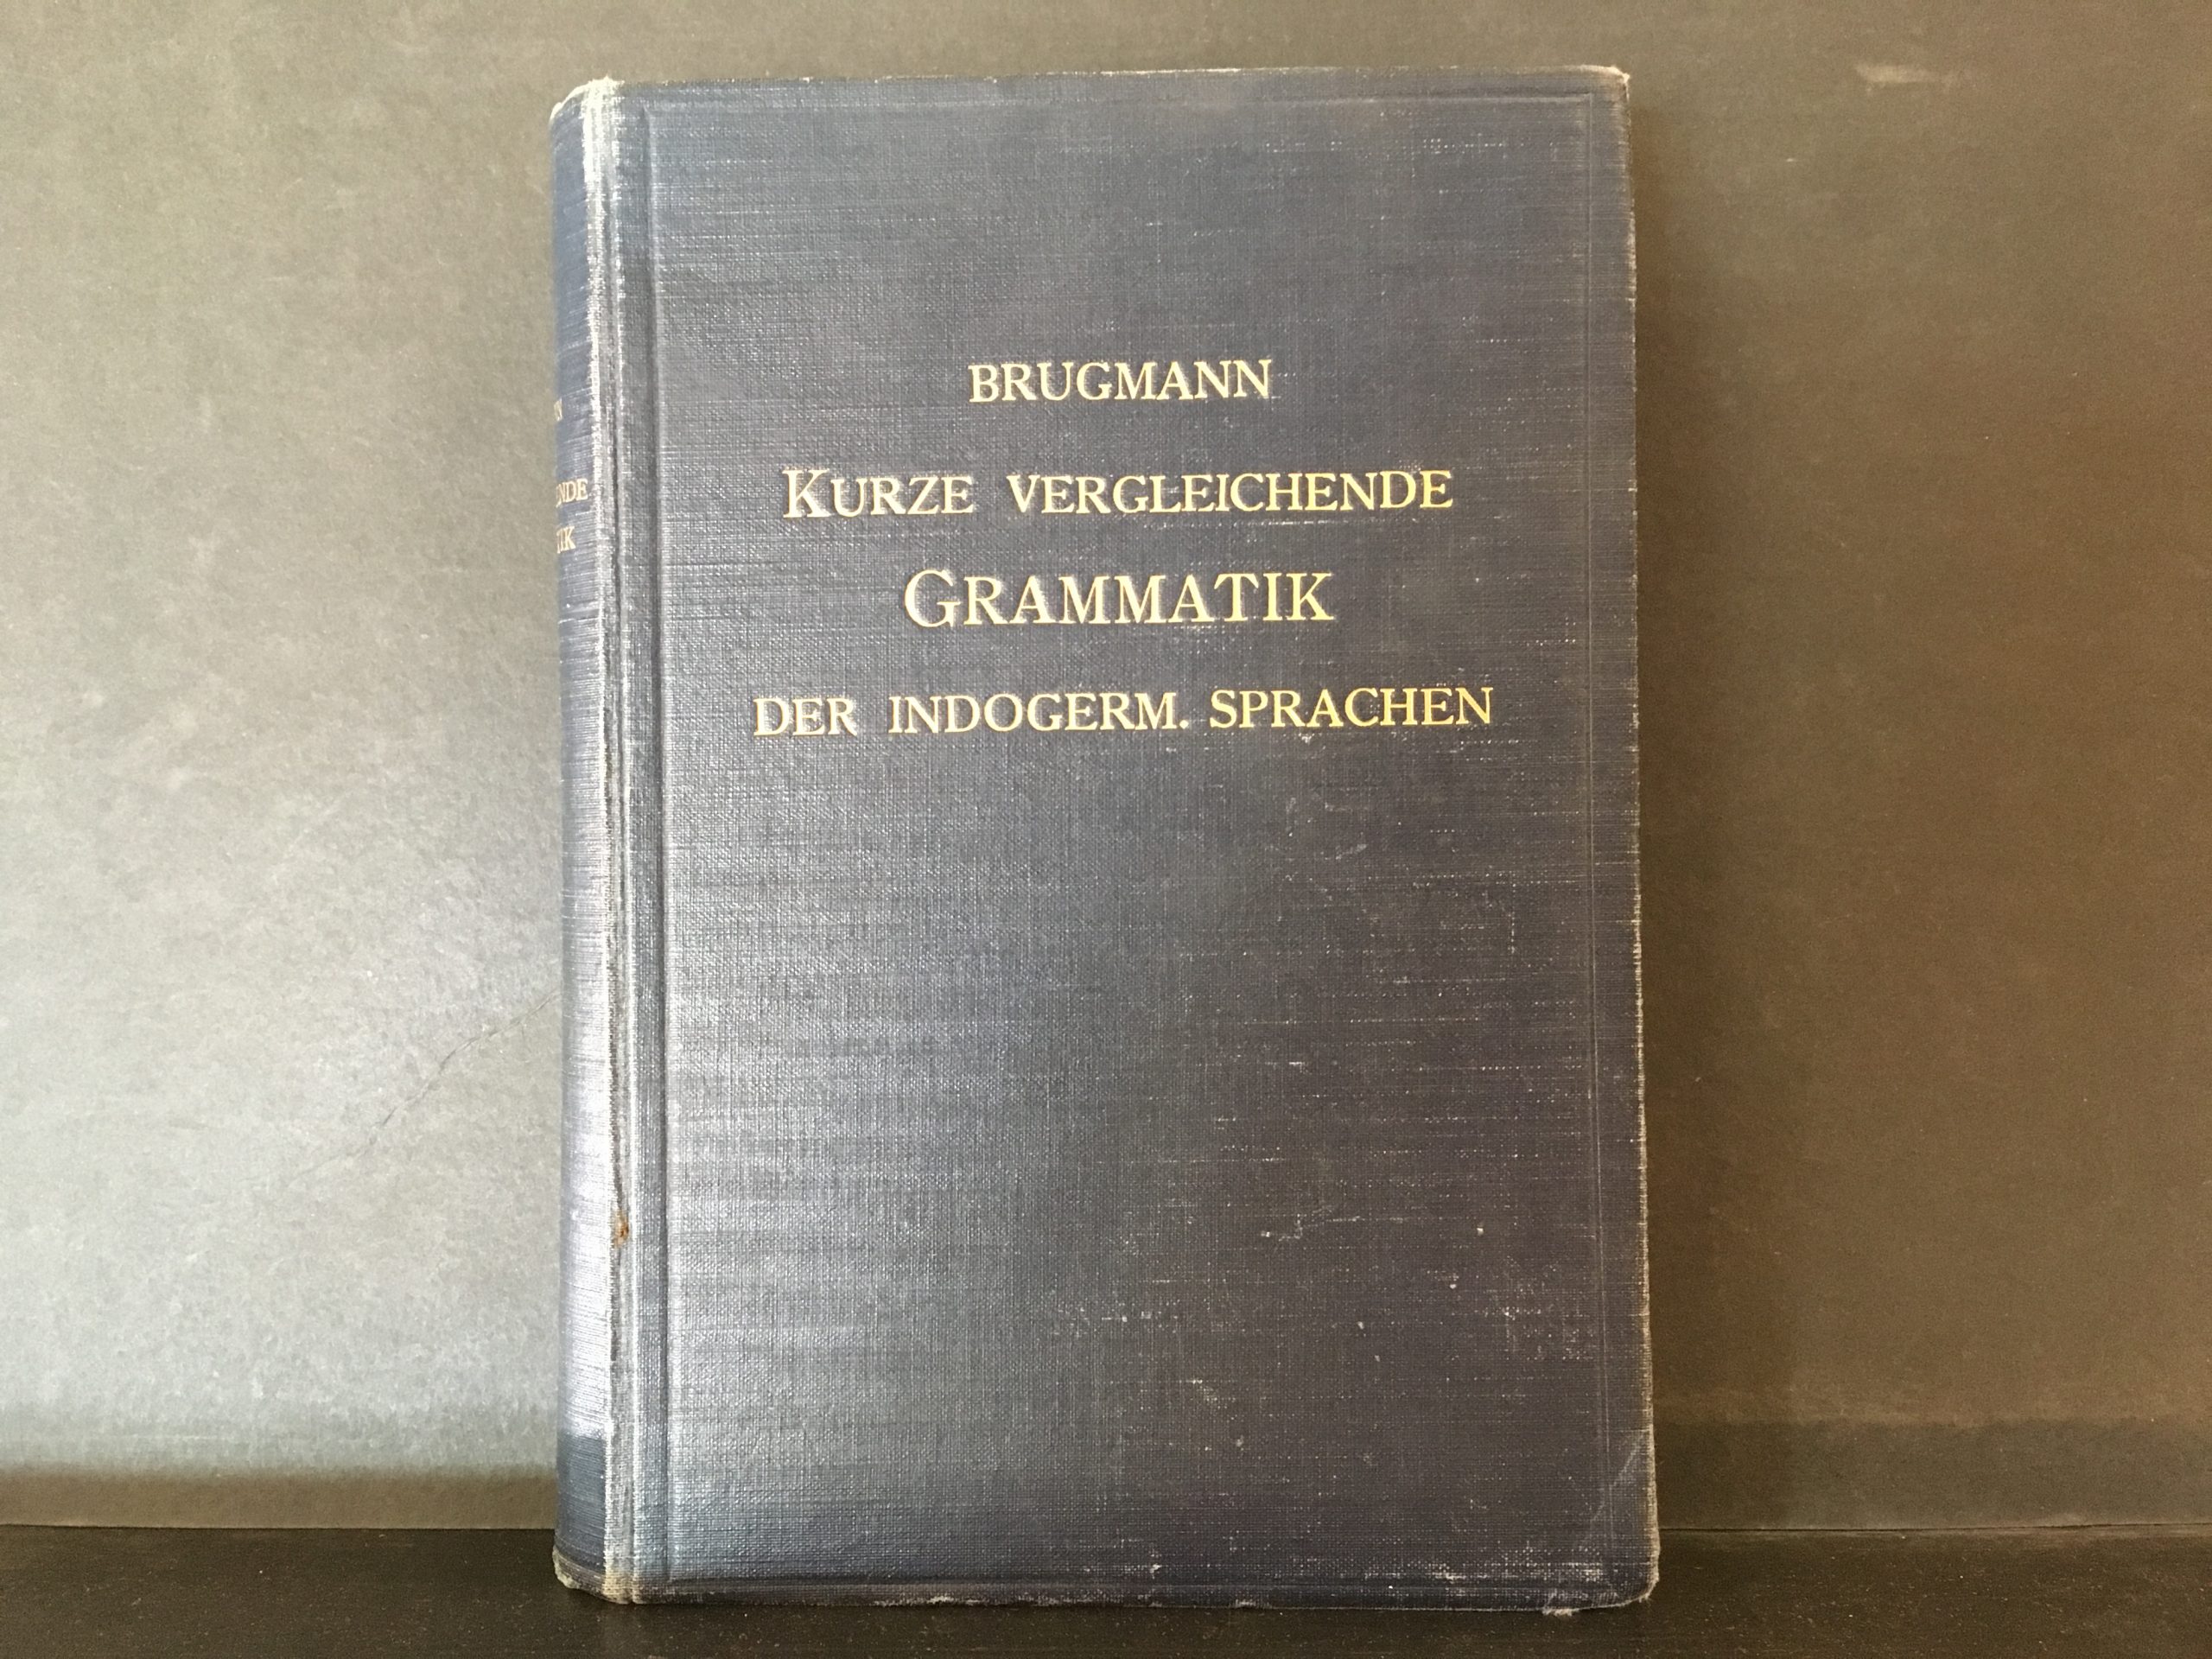 BRUGMANN
KURZE VERGLEICHENDE
GRAMMATIK
DER INDOGERM. SPRACHEN